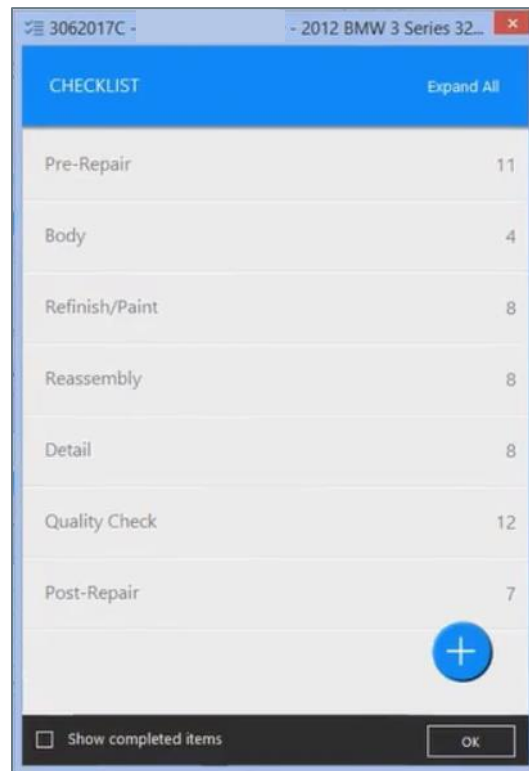 3062017C - - 2012 BMW 3 Series 32...
CHECKLIST Expand All
Pre-Repair 11
Body 4
Refinish/Paint 8
Reassembly 8
Detail 8
Quality Check 12
Post-Repair 7
Show completed items OK